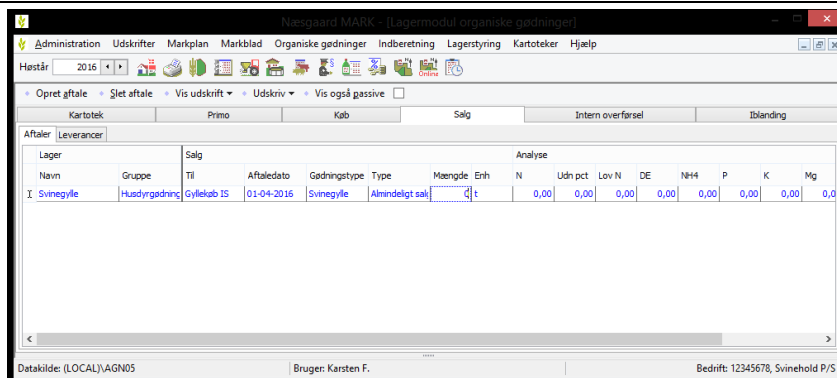 Næsgaard MARK - [Lagermodul organiske gødninger]
Administration Udskrifter Markplan Markblad Organiske gødninger Indberetning Lagerstyring Kartoteker Hjælp
Høstår 2016 Online
Opret aftale Slet aftale Vis udskrift Udskriv Vis også passive
Kartotek Primo Køb Salg Intern overførsel Iblanding
Aftaler Leverancer
Lager Salg Analyse
Navn Gruppe Til Aftaledato Gødningstype Type Mængde Enh N Udn pct Lov N DE NH4 P K Mg
Svinegylle Husdyrgødning Gyllekøb IS 01-04-2016 Svinegylle Almindeligt salg t 0,00 0,00 0,00 0,00 0,00 0,00 0,00 0,0
Datakilde: (LOCAL)\AGN05 Bruger: Karsten F. Bedrift: 12345678, Svinehold P/S